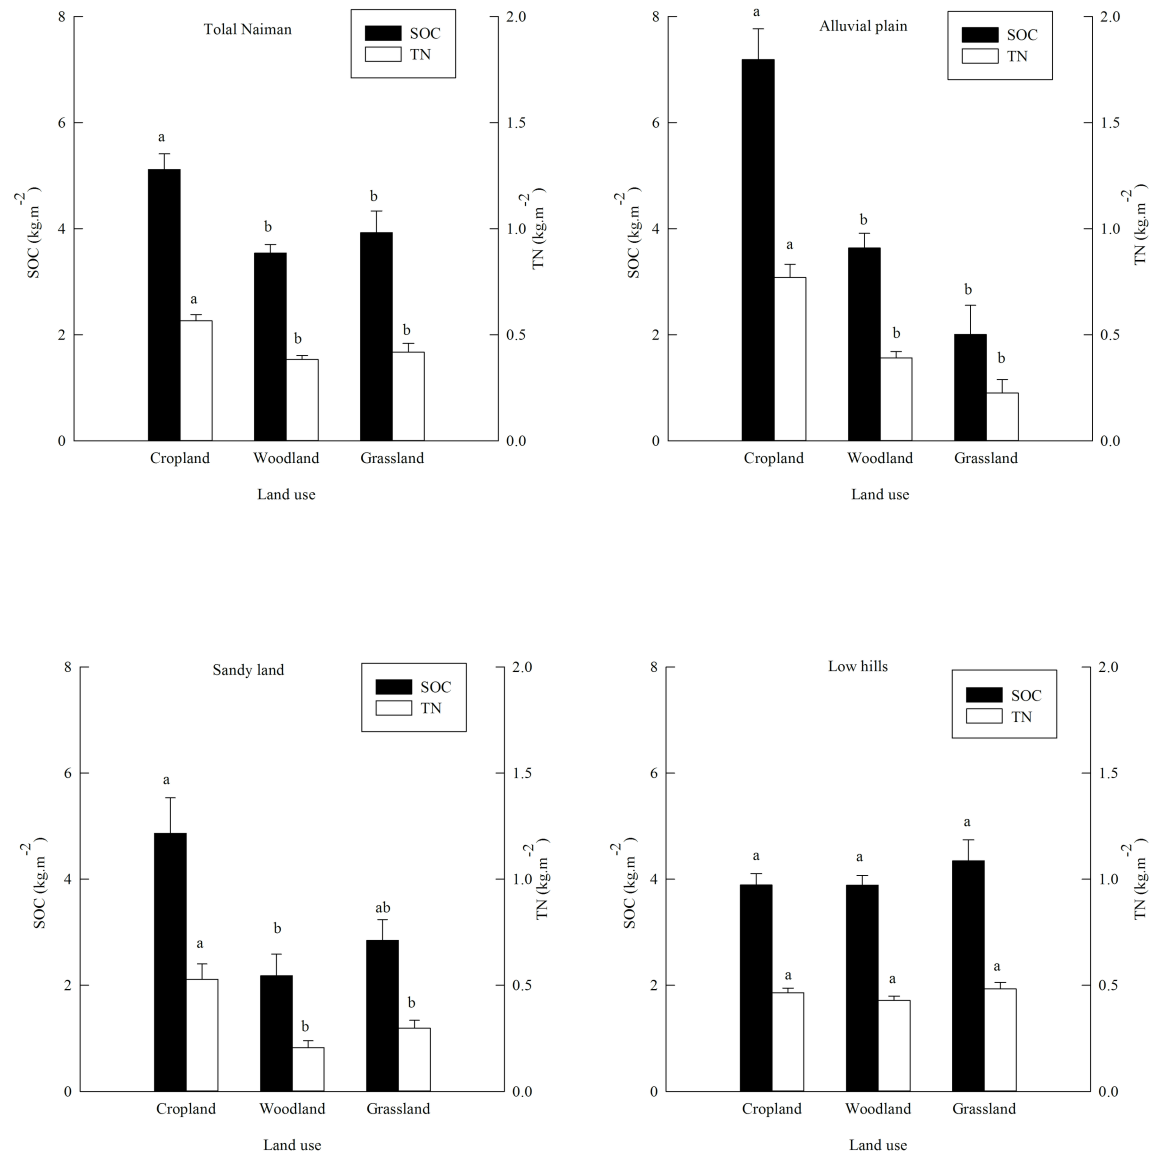 Tolal Naiman
SOC
TN
8
6
4
2
0
2.0
1.5
1.0
0.5
0.0
SOC (kg.m-2)
TN (kg.m-2)
a
a
b
b
b
b
Cropland Woodland Grassland
Land use
Alluvial plain
SOC
TN
8
6
4
2
0
2.0
1.5
1.0
0.5
0.0
SOC (kg.m-2)
TN (kg.m-2)
a
a
b
b
b
b
Cropland Woodland Grassland
Land use
Sandy land
SOC
TN
8
6
4
2
0
2.0
1.5
1.0
0.5
0.0
SOC (kg.m-2)
TN (kg.m-2)
a
a
b
b
ab
b
Cropland Woodland Grassland
Land use
Low hills
SOC
TN
8
6
4
2
0
2.0
1.5
1.0
0.5
0.0
SOC (kg.m-2)
TN (kg.m-2)
a
a
a
a
a
a
Cropland Woodland Grassland
Land use